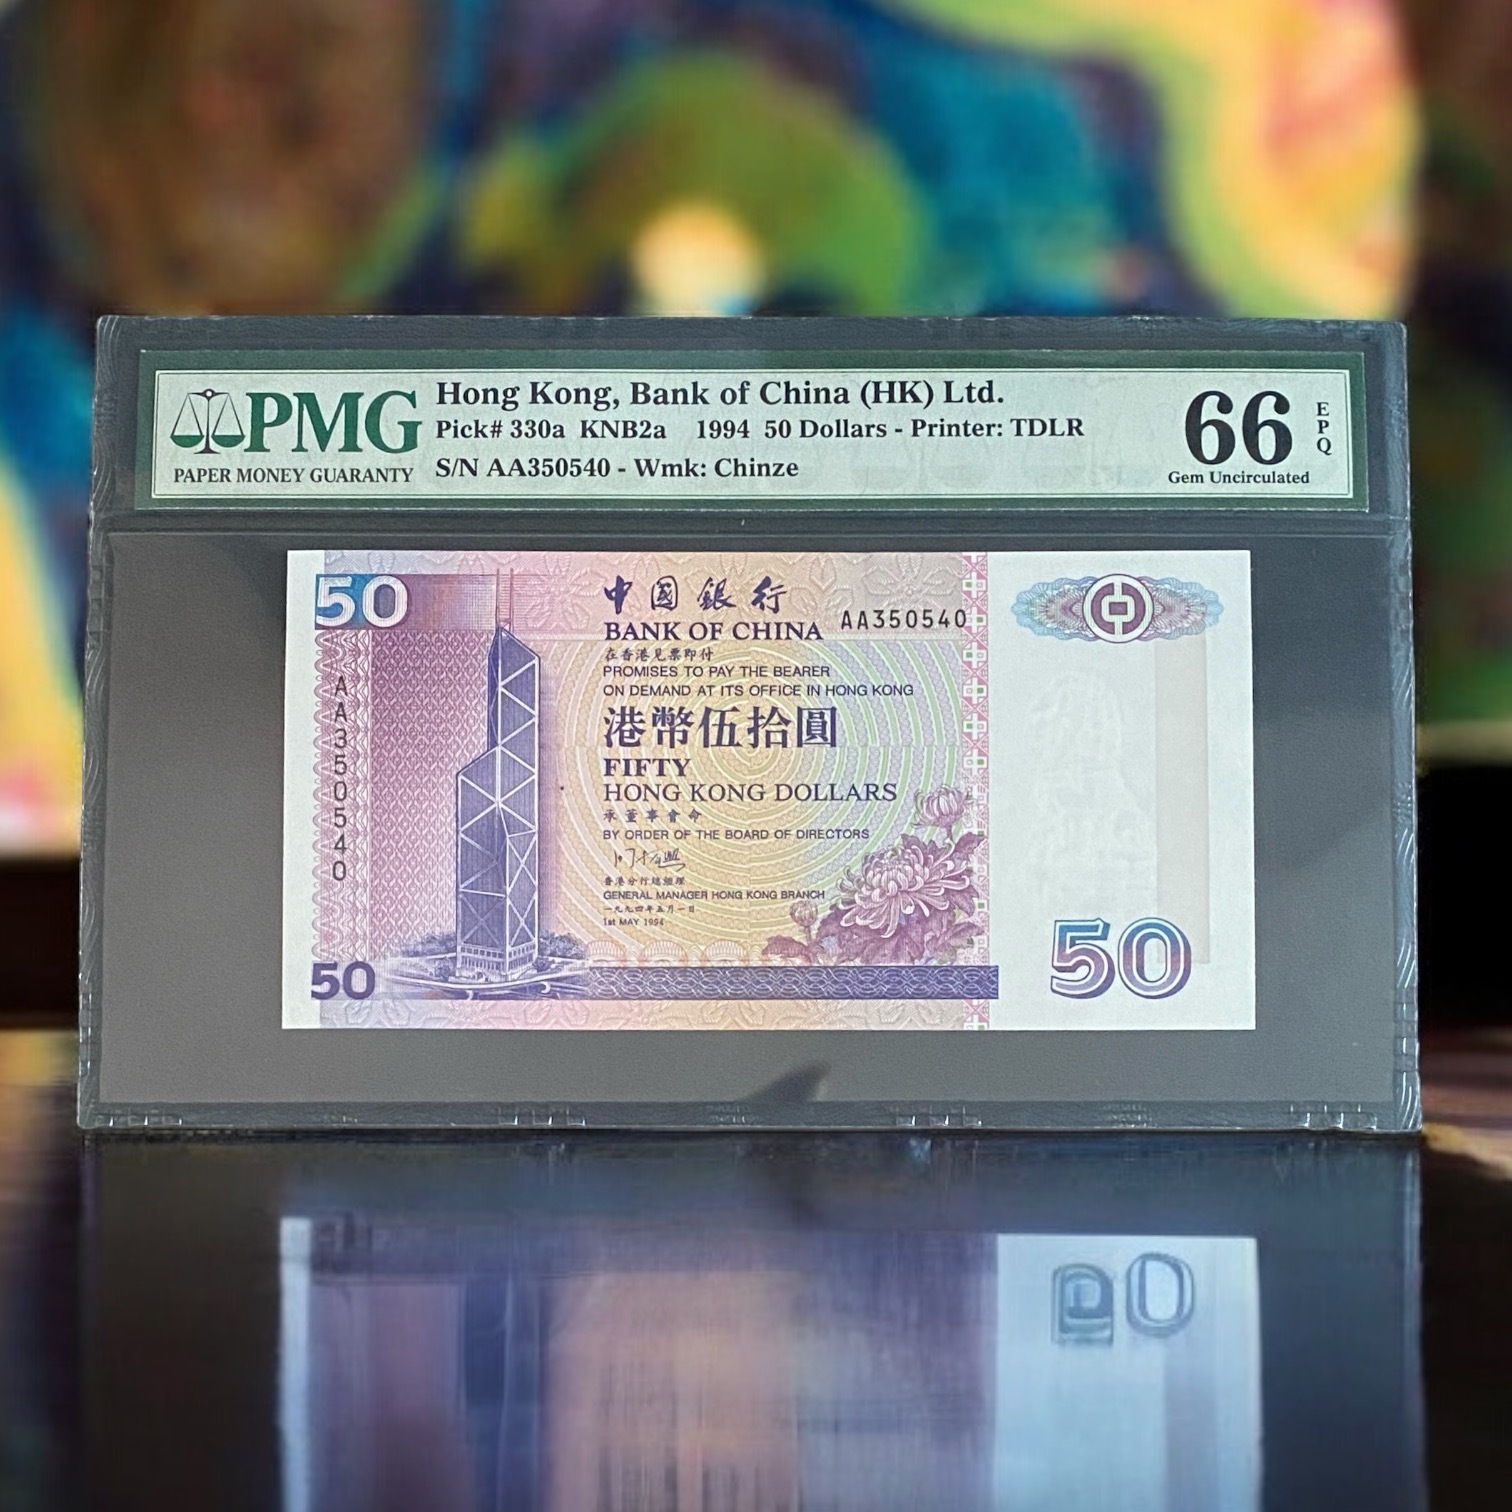 PMG
PAPER MONEY GUARANTY
Hong Kong, Bank of China (HK) Ltd.
Pick# 330a KNB2a 1994 50 Dollars - Printer: TDLR
S/N AA350540 - Wmk: Chinze
66
EPQ
Gem Uncirculated
50
中國銀行
AA350540
BANK OF CHINA
在香港見票即付
PROMISES TO PAY THE BEARER
ON DEMAND AT ITS OFFICE IN HONG KONG
港幣伍拾圓
FIFTY
HONG KONG DOLLARS
承董事會命
BY ORDER OF THE BOARD OF DIRECTORS
香港分行總經理
GENERAL MANAGER HONG KONG BRANCH
一九九四年五月一日
1st MAY 1994
AA350540
50
50